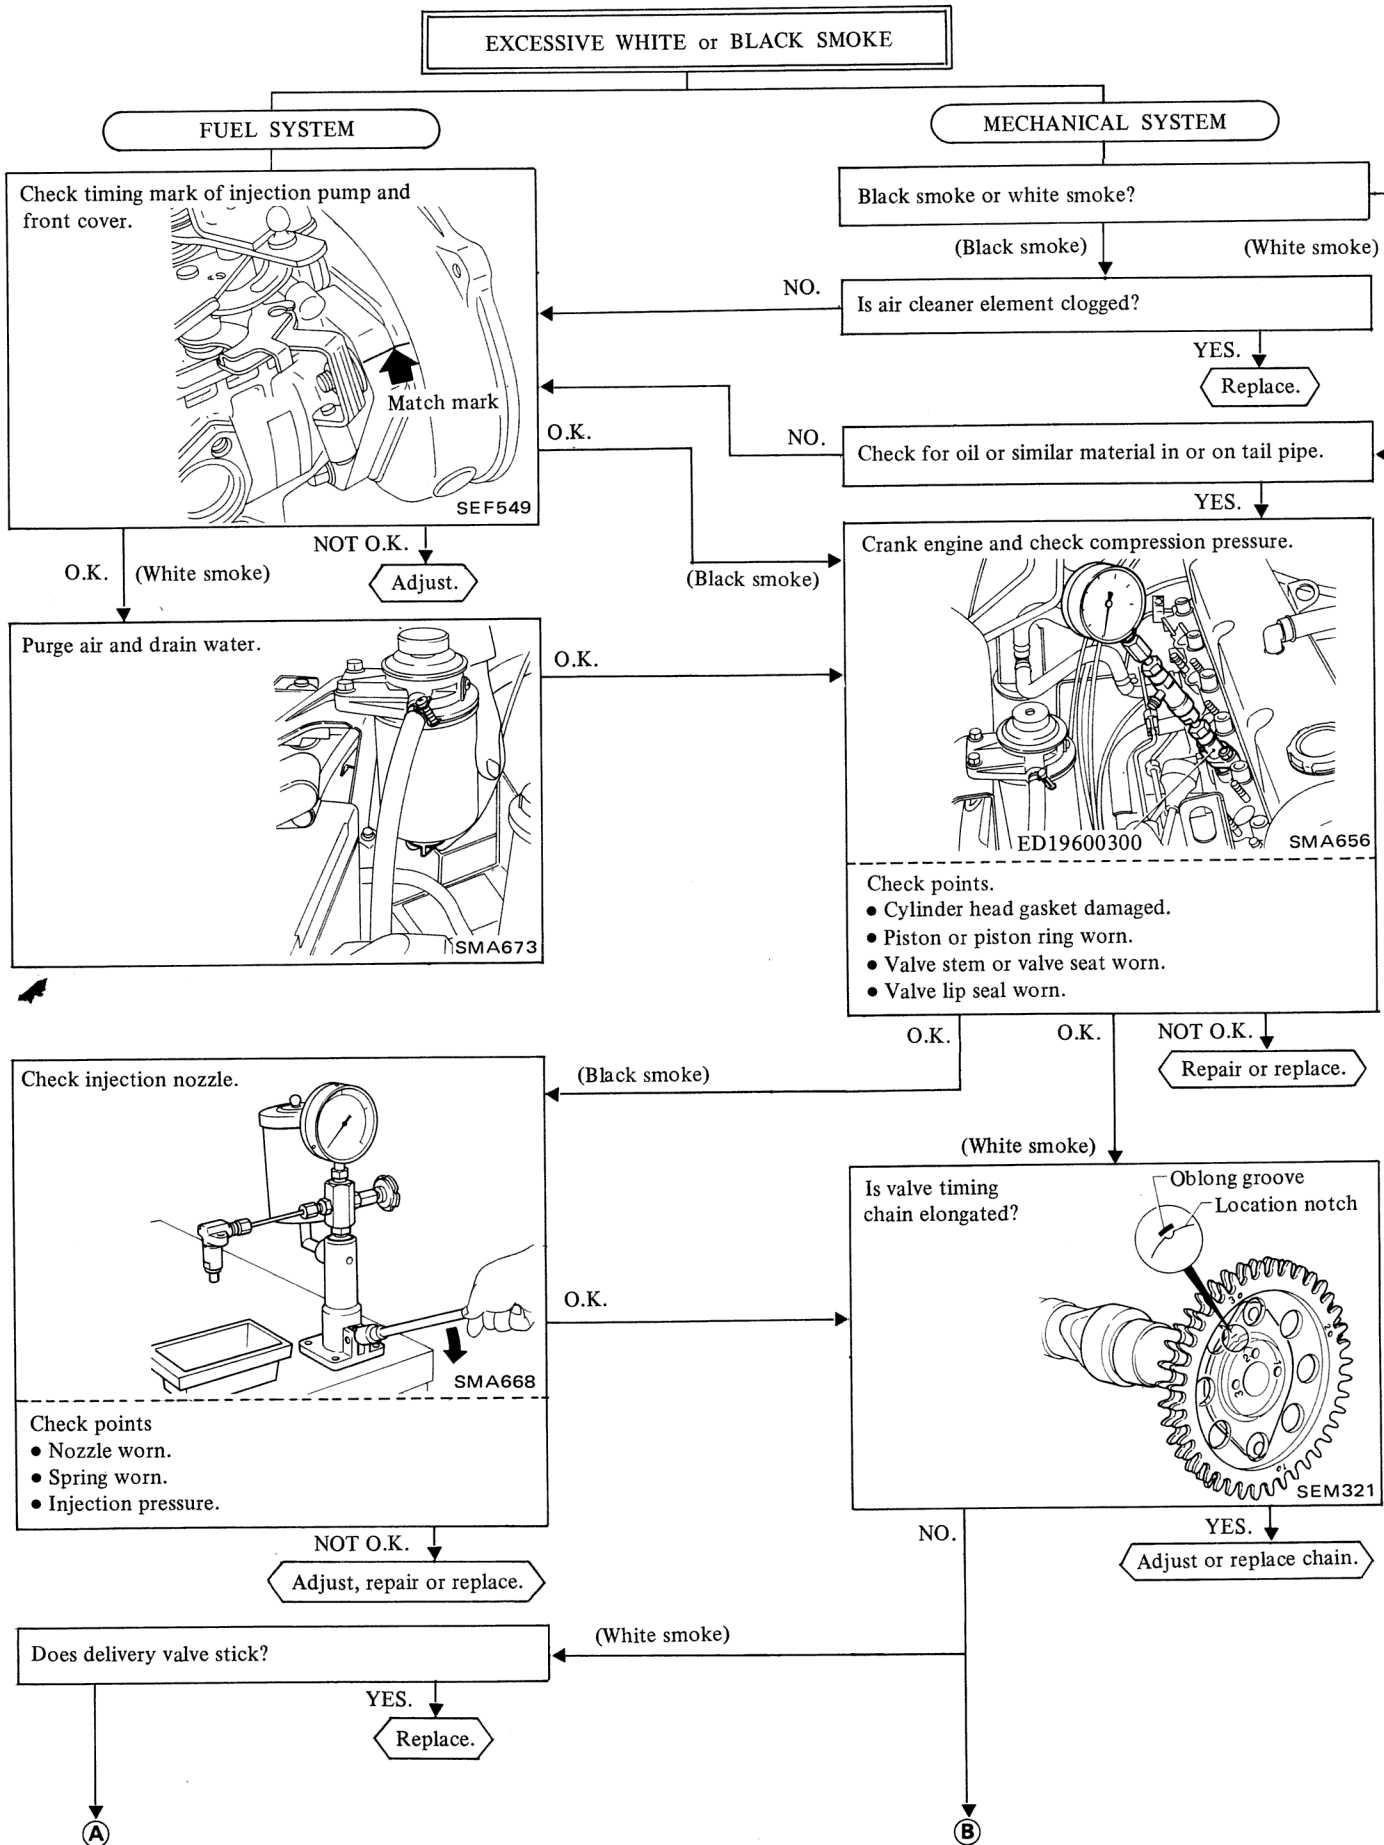 EXCESSIVE WHITE or BLACK SMOKE
FUEL SYSTEM
MECHANICAL SYSTEM
Check timing mark of injection pump and
front cover.
Match mark
SEF549
Black smoke or white smoke?
(Black smoke)
(White smoke)
NO.
Is air cleaner element clogged?
YES.
Replace.
O.K.
NO.
Check for oil or similar material in or on tail pipe.
YES.
NOT O.K.
Adjust.
O.K.
(White smoke)
(Black smoke)
Crank engine and check compression pressure.
ED19600300
SMA656
Check points.
• Cylinder head gasket damaged.
• Piston or piston ring worn.
• Valve stem or valve seat worn.
• Valve lip seal worn.
Purge air and drain water.
SMA673
O.K.
O.K.
O.K.
NOT O.K.
Repair or replace.
(Black smoke)
(White smoke)
Check injection nozzle.
SMA668
Check points
• Nozzle worn.
• Spring worn.
• Injection pressure.
O.K.
NOT O.K.
Adjust, repair or replace.
Is valve timing
chain elongated?
Oblong groove
Location notch
3
2
2
1
3
1
SEM321
NO.
YES.
Adjust or replace chain.
(White smoke)
Does delivery valve stick?
YES.
Replace.
A
B